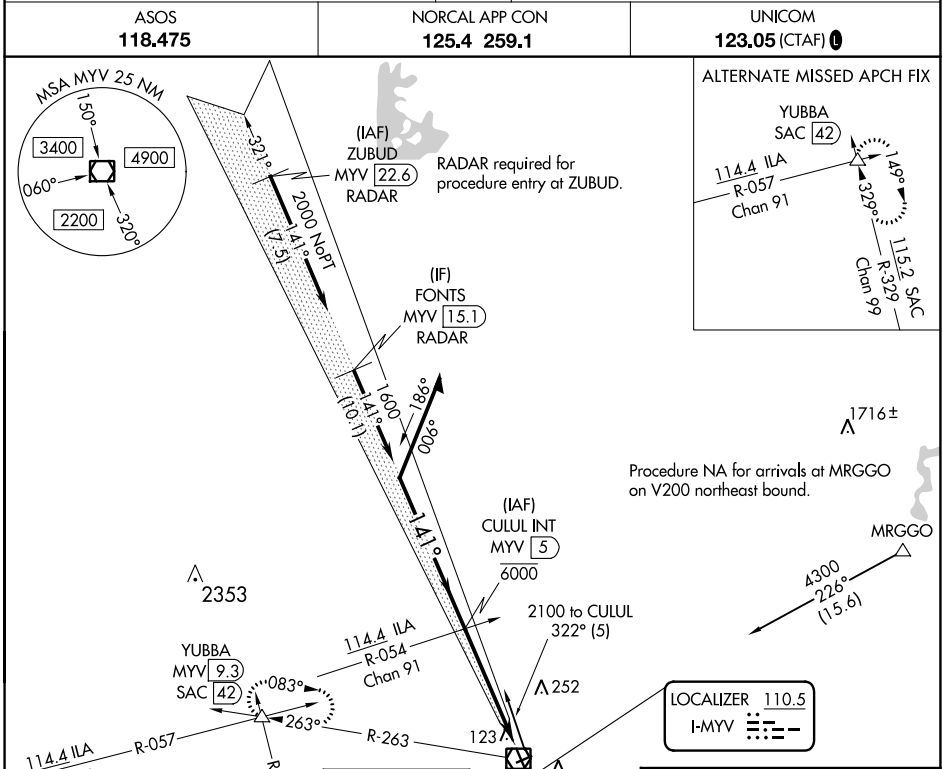 ASOS
118.475
NORCAL APP CON
125.4 259.1
UNICOM
123.05 (CTAF) L
MSA MYV 25 NM
150°
3400
4900
060°
2200
320°
321°
(IAF)
ZUBUD
MYV 22.6
RADAR
RADAR required for
procedure entry at ZUBUD.
2000 NoPT
141°
(7.5)
(IF)
FONTS
MYV 15.1
RADAR
1600
141°
(10.1)
186°
006°
141°
(IAF)
CULUL INT
MYV 5
6000
2100 to CULUL
322° (5)
ALTERNATE MISSED APCH FIX
YUBBA
SAC 42
114.4 ILA
R-057
Chan 91
149°
329°
115.2 SAC
R-329
Chan 99
1716±
Procedure NA for arrivals at MRGGO
on V200 northeast bound.
MRGGO
4300
226°
(15.6)
2353
114.4 ILA
R-054
Chan 91
YUBBA
MYV 9.3
SAC 42
083°
263°
R-263
252
123
LOCALIZER 110.5
I-MYV
114.4 ILA
R-057
R